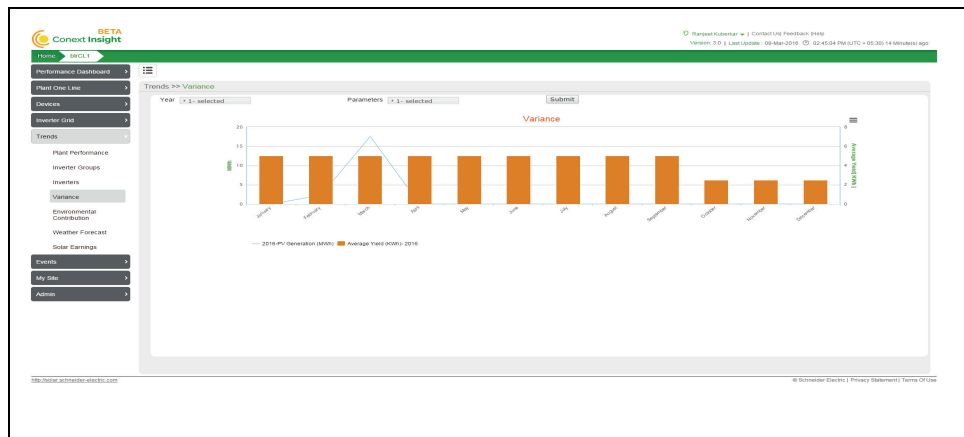 BETA
Conext Insight
Ranjeet Kuberkar | Contact Us| Feedback |Help
Version: 3.0 | Last Update : 08-Mar-2016 02:45:04 PM (UTC + 05:30) 14 Minute(s) ago
Home blrCL1
Performance Dashboard
Plant One Line
Devices
Inverter Grid
Trends
Plant Performance
Inverter Groups
Inverters
Variance
Environmental
Contribution
Weather Forecast
Solar Earnings
Events
My Site
Admin
Trends >> Variance
Year 1- selected Parameters 1- selected Submit
Variance
20
15
10
5
0
MWh
8
6
4
2
0
Average Yield( KWh )
January February March April May June July August September October November December
2016-PV Generation (MWh) Average Yield (KWh)- 2016
http://solar.schneider-electric.com
© Schneider Electric | Privacy Statement | Terms Of Use